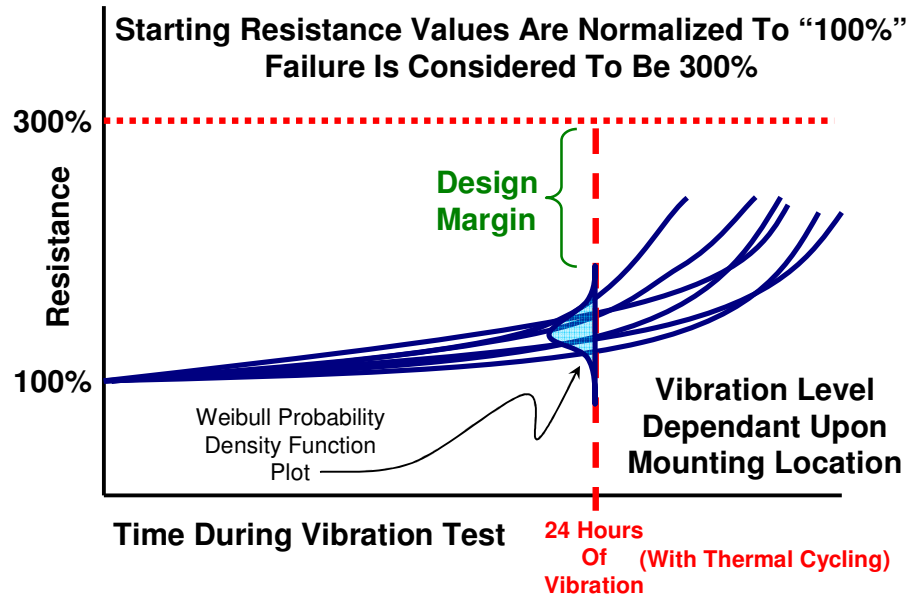 Starting Resistance Values Are Normalized To “100%”
Failure Is Considered To Be 300%
300%
Design
Margin
Resistance
100%
Weibull Probability
Density Function
Plot
Vibration Level
Dependant Upon
Mounting Location
Time During Vibration Test
24 Hours
Of
Vibration
(With Thermal Cycling)